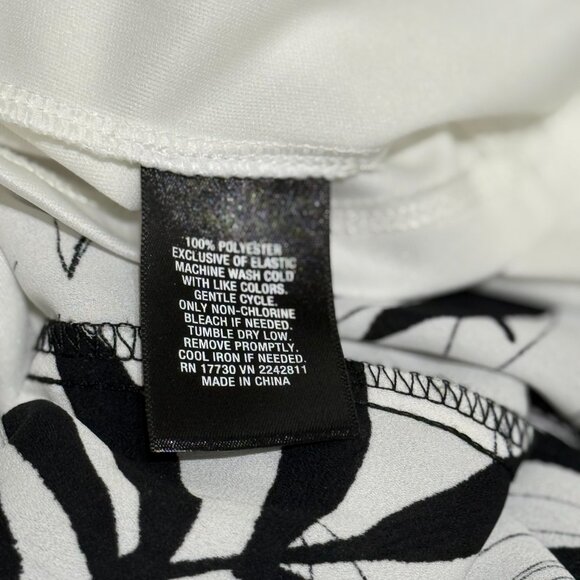 100% POLYESTER
EXCLUSIVE OF ELASTIC
MACHINE WASH COLD
WITH LIKE COLORS.
GENTLE CYCLE.
ONLY NON-CHLORINE
BLEACH IF NEEDED.
TUMBLE DRY LOW.
REMOVE PROMPTLY.
COOL IRON IF NEEDED.
RN 17730 VN 2242811
MADE IN CHINA